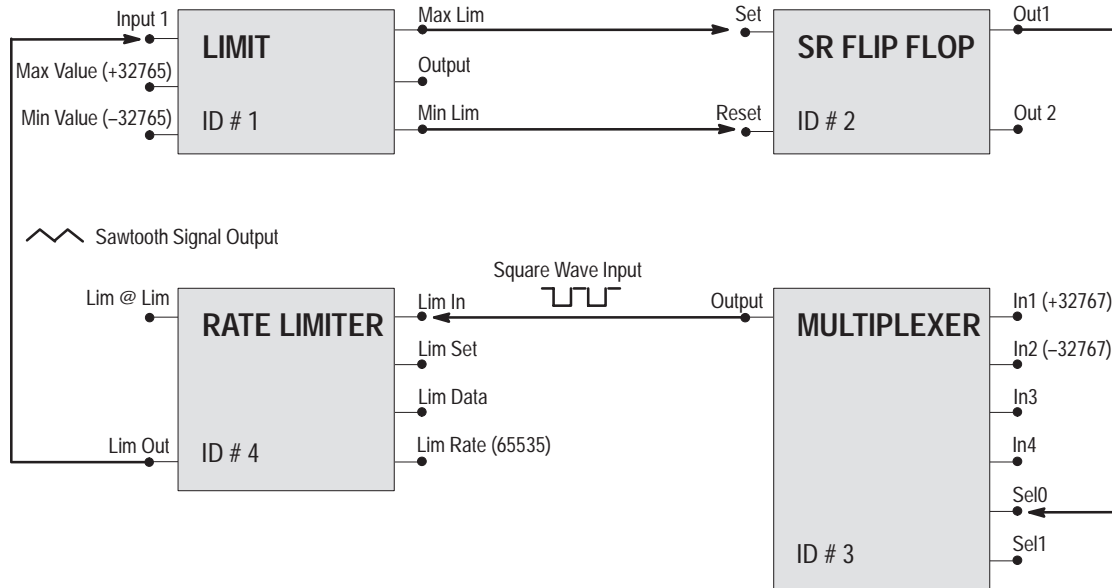 Input 1
Max Value (+32765)
Min Value (–32765)
LIMIT
ID # 1
Max Lim
Output
Min Lim
Set
Reset
SR FLIP FLOP
ID # 2
Out1
Out 2
Sawtooth Signal Output
Square Wave Input
Lim @ Lim
Lim Out
RATE LIMITER
ID # 4
Lim In
Lim Set
Lim Data
Lim Rate (65535)
Output
MULTIPLEXER
ID # 3
In1 (+32767)
In2 (–32767)
In3
In4
Sel0
Sel1